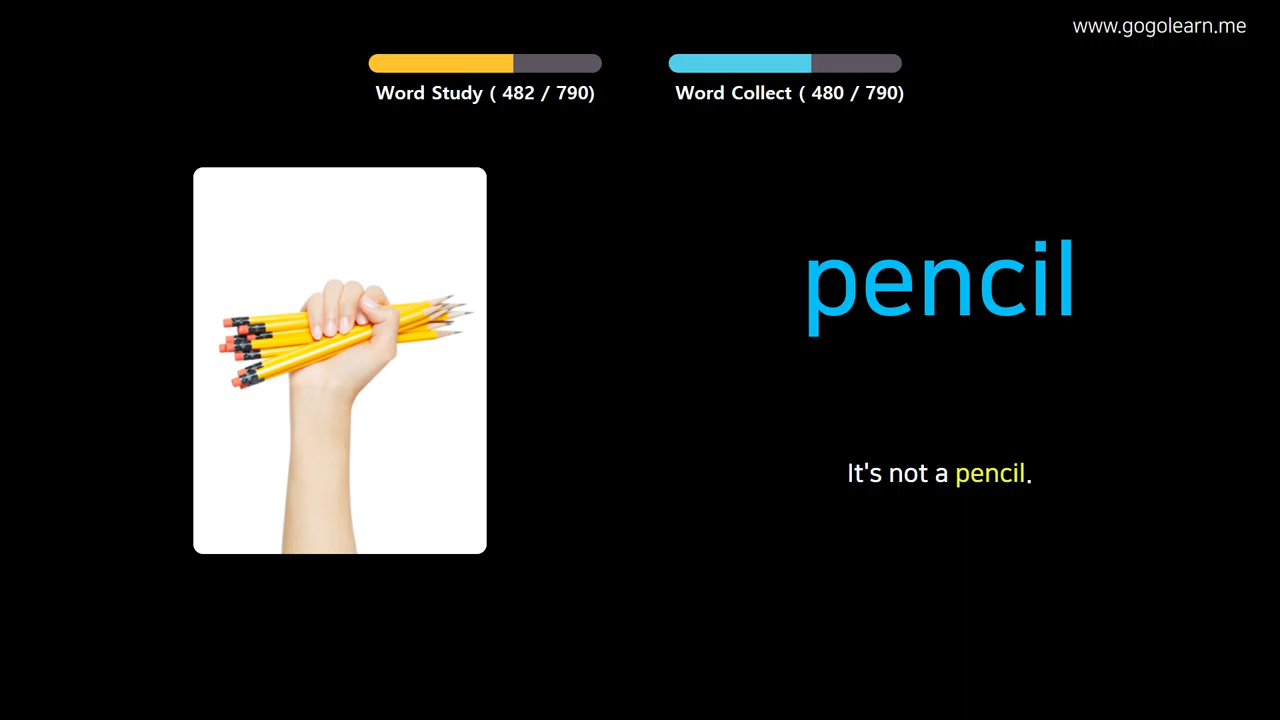 www.gogolearn.me
Word Study ( 482 / 790)
Word Collect ( 480 / 790)
pencil
It's not a pencil.